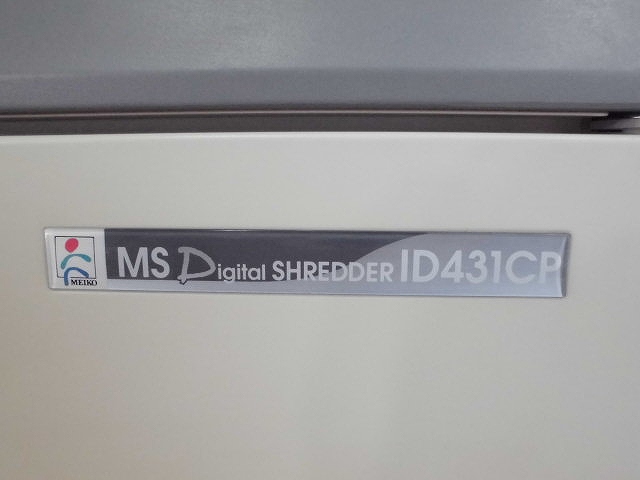 MEIKO
MS Digital SHREDDER ID431CP